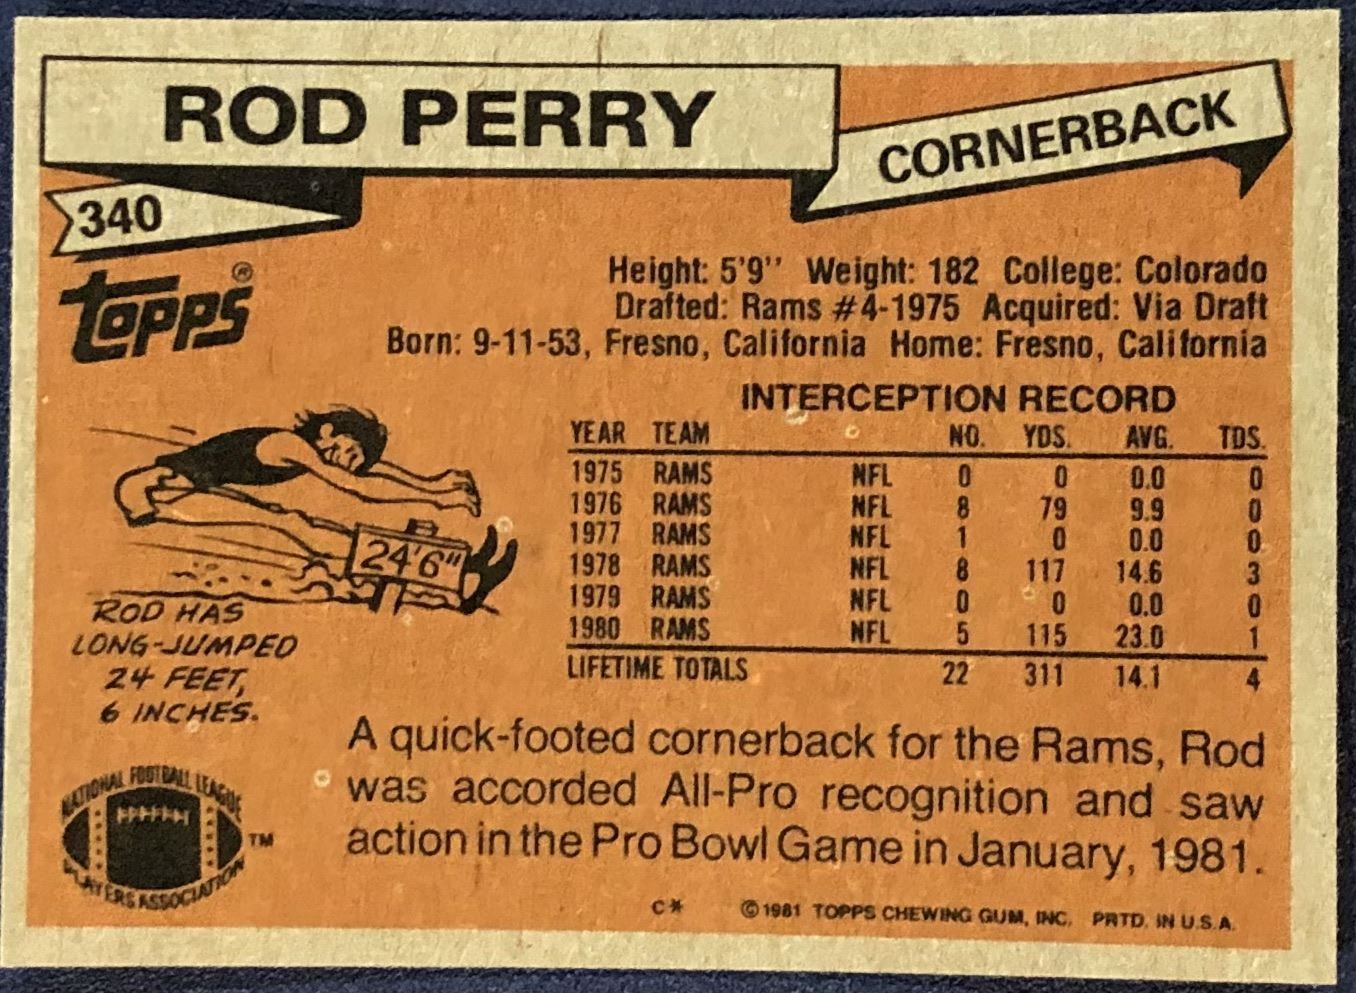 ROD PERRY
CORNERBACK
340
Topps®
Height: 5'9'' Weight: 182 College: Colorado
Drafted: Rams #4-1975 Acquired: Via Draft
Born: 9-11-53, Fresno, California Home: Fresno, California
INTERCEPTION RECORD
YEAR TEAM NO. YDS. AVG. TDS.
1975 RAMS NFL 0 0 0.0 0
1976 RAMS NFL 8 79 9.9 0
1977 RAMS NFL 1 0 0.0 0
1978 RAMS NFL 8 117 14.6 3
1979 RAMS NFL 0 0 0.0 0
1980 RAMS NFL 5 115 23.0 1
LIFETIME TOTALS 22 311 14.1 4
24'6"
ROD HAS
LONG-JUMPED
24 FEET,
6 INCHES.
A quick-footed cornerback for the Rams, Rod
was accorded All-Pro recognition and saw
action in the Pro Bowl Game in January, 1981.
NATIONAL FOOTBALL LEAGUE
PLAYERS ASSOCIATION
TM
C* ©1981 TOPPS CHEWING GUM, INC. PRTD. IN U.S.A.